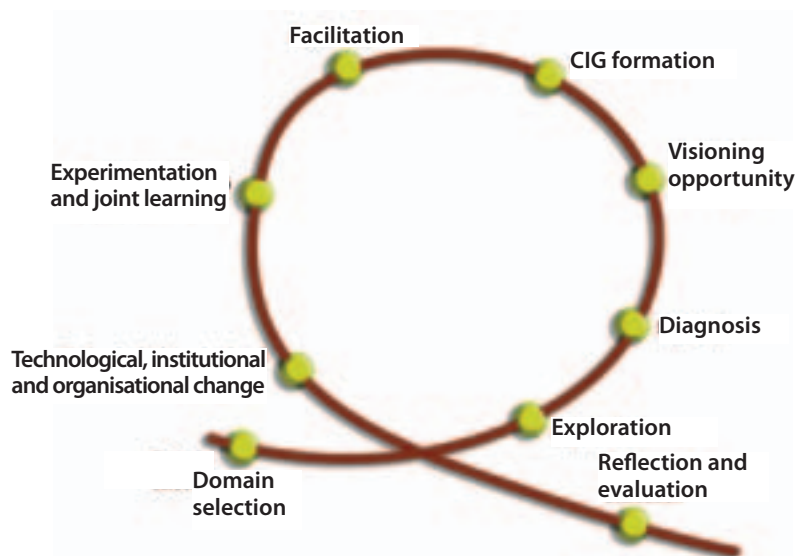 Facilitation
CIG formation
Visioning
opportunity
Experimentation
and joint learning
Diagnosis
Technological, institutional
and organisational change
Exploration
Reflection and
evaluation
Domain
selection